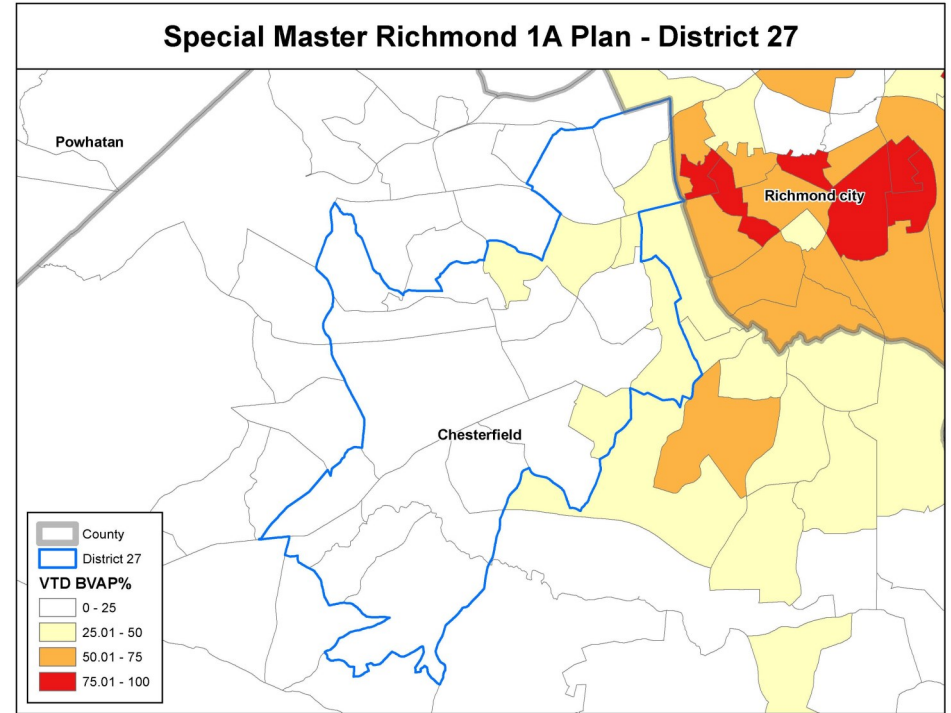 Special Master Richmond 1A Plan - District 27
Powhatan
Richmond city
Chesterfield
County
District 27
VTD BVAP%
0 - 25
25.01 - 50
50.01 - 75
75.01 - 100